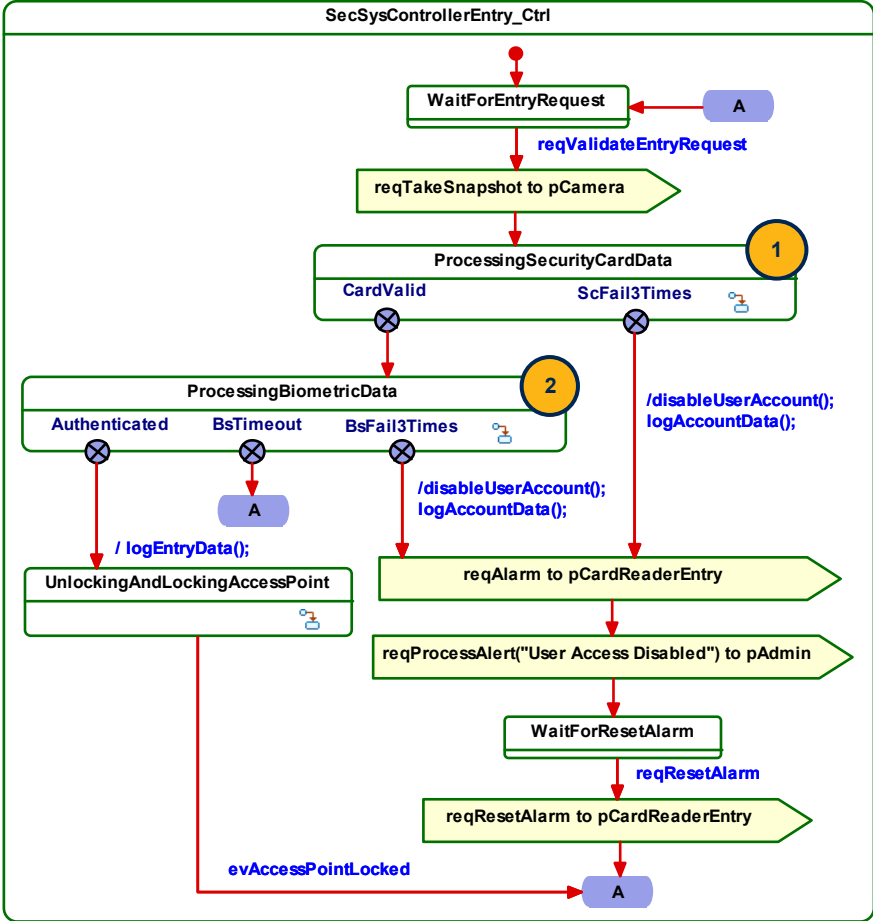 SecSysControllerEntry_Ctrl
WaitForEntryRequest
A
reqValidateEntryRequest
reqTakeSnapshot to pCamera
1
ProcessingSecurityCardData
CardValid
ScFail3Times
2
ProcessingBiometricData
Authenticated
BsTimeout
BsFail3Times
/disableUserAccount();
logAccountData();
/disableUserAccount();
logAccountData();
A
/ logEntryData();
UnlockingAndLockingAccessPoint
reqAlarm to pCardReaderEntry
reqProcessAlert("User Access Disabled") to pAdmin
WaitForResetAlarm
reqResetAlarm
reqResetAlarm to pCardReaderEntry
evAccessPointLocked
A